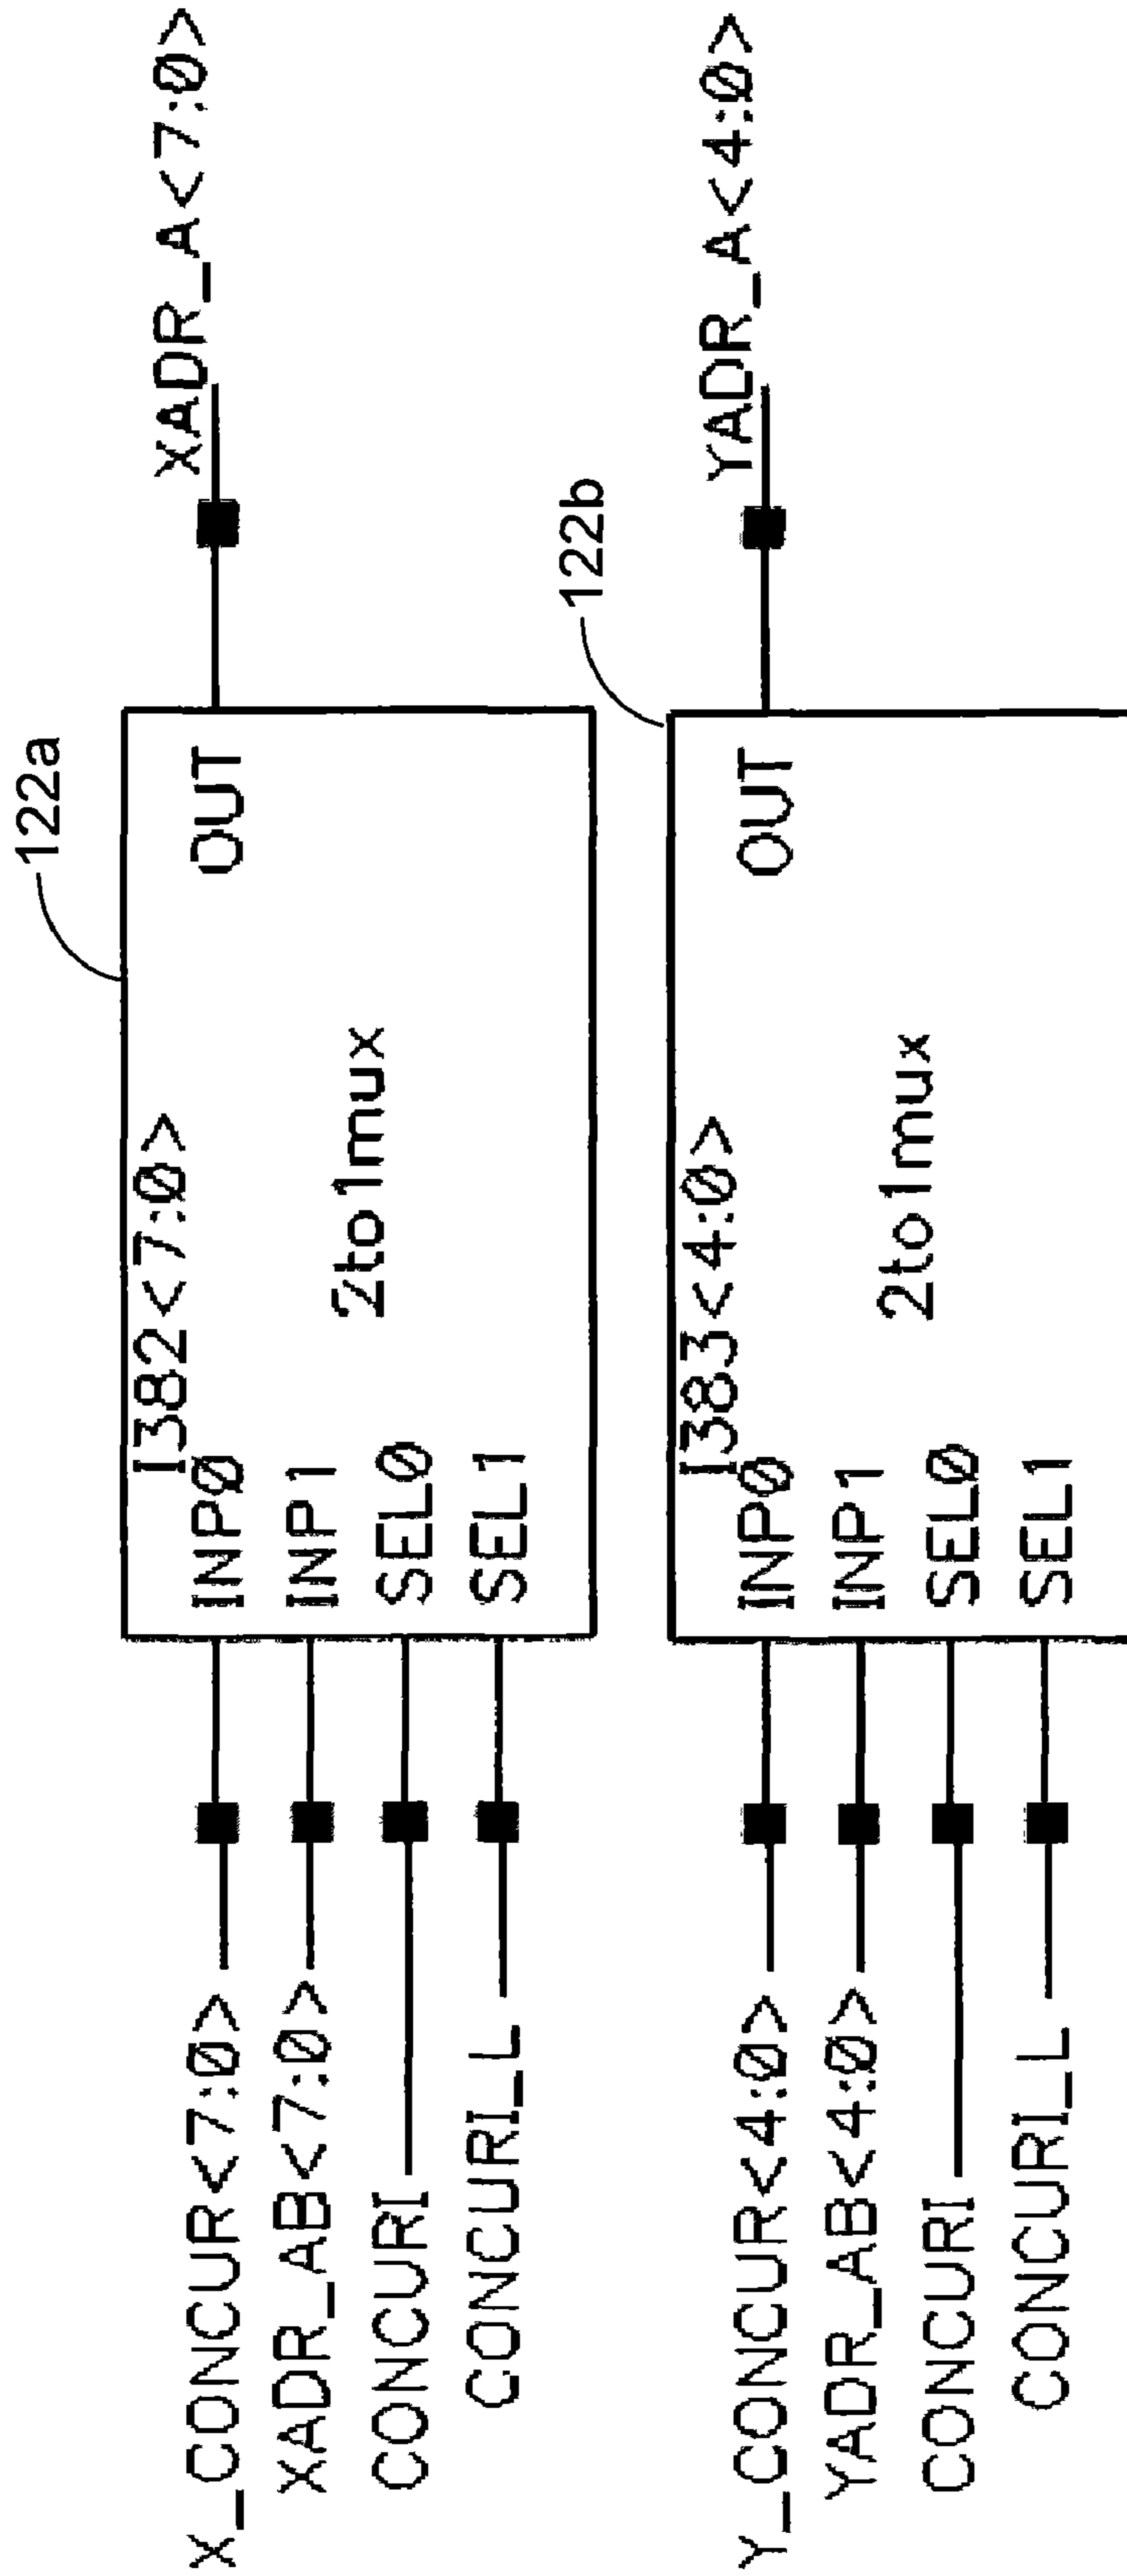 122a
I382<7:0>
X_CONCUR<7:0>
INP0
OUT
XADR_A<7:0>
XADR_AB<7:0>
INP1
2to1mux
CONCURI
SEL0
CONCURI_L
SEL1
122b
I383<4:0>
Y_CONCUR<4:0>
INP0
OUT
YADR_A<4:0>
YADR_AB<4:0>
INP1
2to1mux
CONCURI
SEL0
CONCURI_L
SEL1